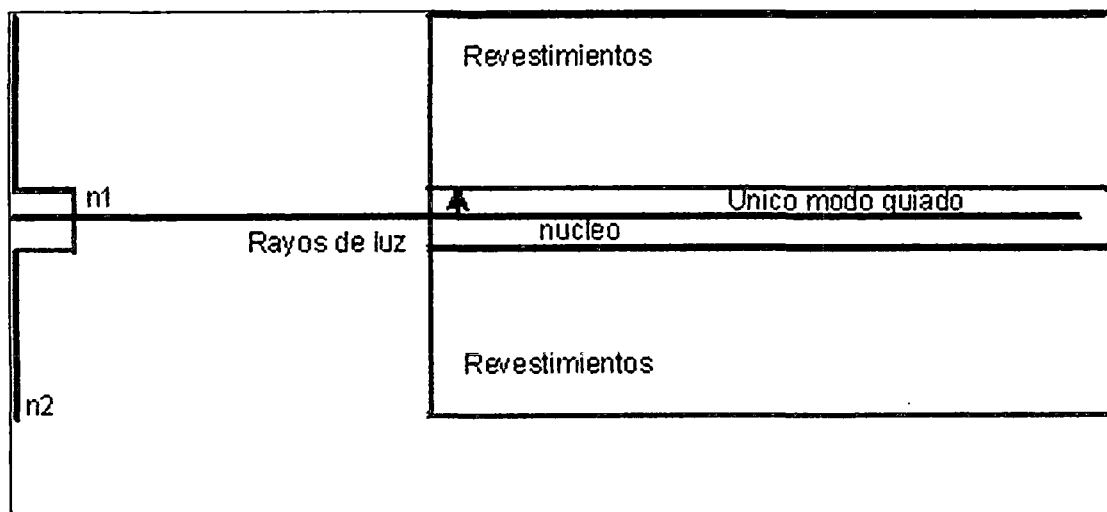 Revestimientos
n1
Unico modo guiado
nucleo
Rayos de luz
Revestimientos
n2